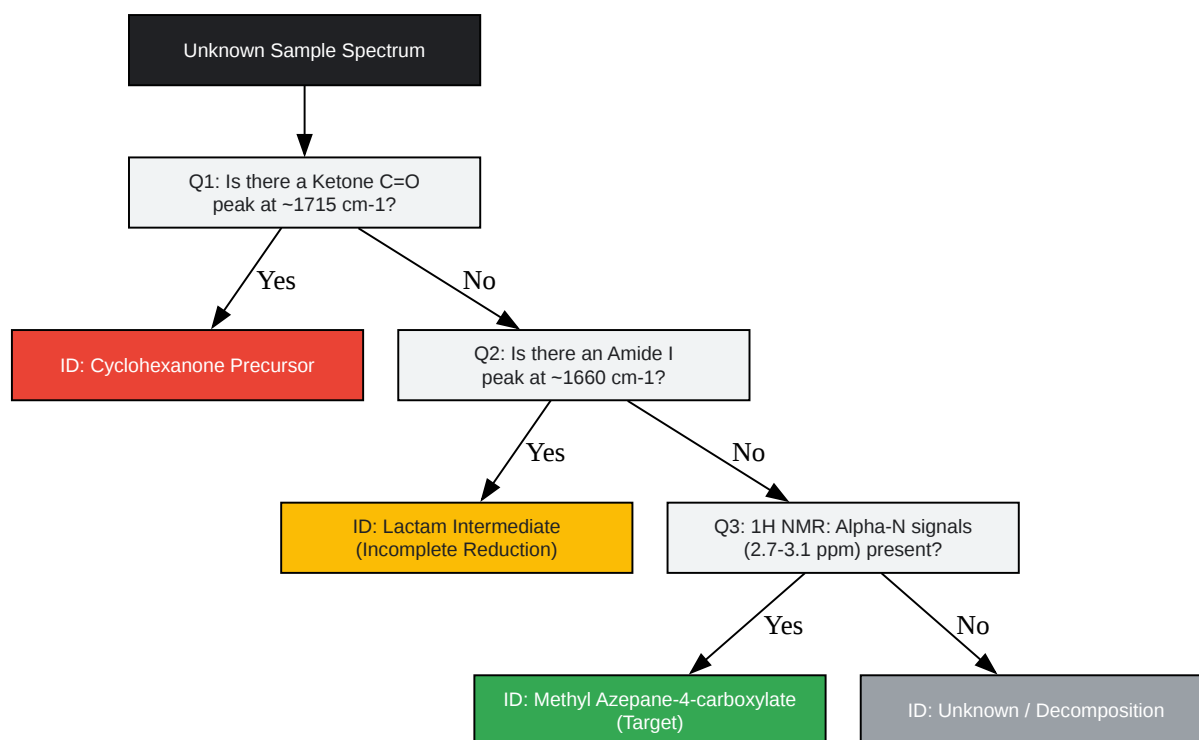 Unknown Sample Spectrum
Q1: Is there a Ketone C=O
peak at ~1715 cm-1?
Yes
No
ID: Cyclohexanone Precursor
Q2: Is there an Amide I
peak at ~1660 cm-1?
Yes
No
ID: Lactam Intermediate
(Incomplete Reduction)
Q3: 1H NMR: Alpha-N signals
(2.7-3.1 ppm) present?
Yes
No
ID: Methyl Azepane-4-carboxylate
(Target)
ID: Unknown / Decomposition